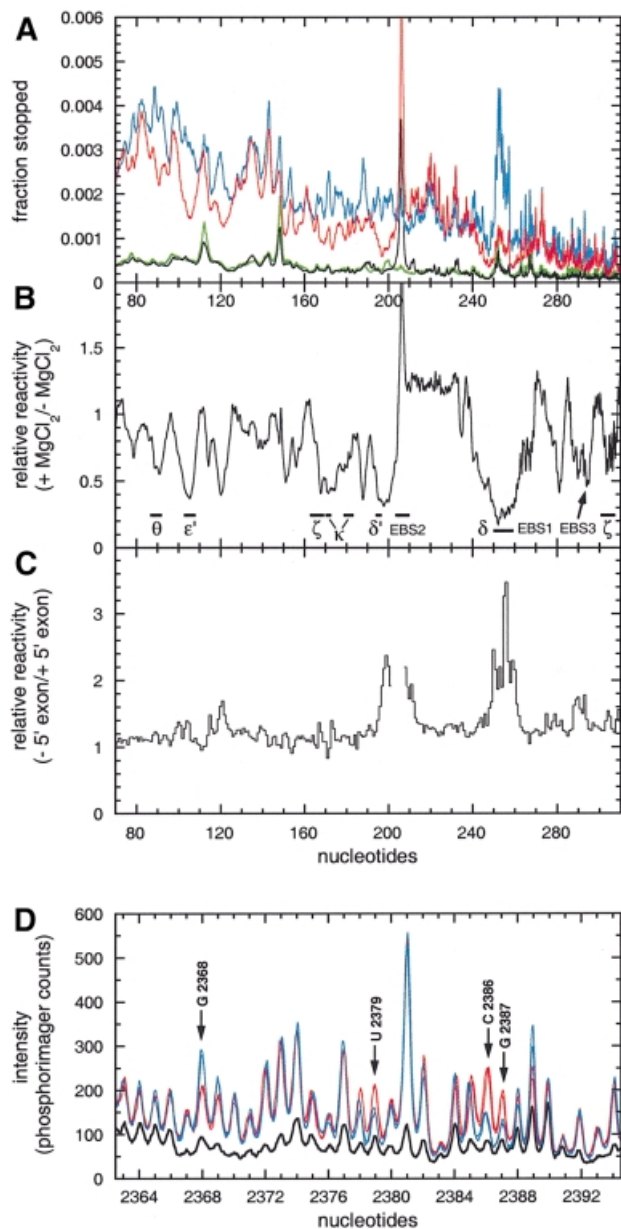 A
fraction stopped
0.006
0.005
0.004
0.003
0.002
0.001
0
80 120 160 200 240 280
B
relative reactivity
(+ MgCl2/- MgCl2)
1.5
1
0.5
0
θ ε' ζ κ δ' EBS2 δ EBS1 EBS3 ζ'
C
relative reactivity
(- 5' exon/+ 5' exon)
3
2
1
0
80 120 160 200 240 280
nucleotides
D
intensity
(phosphorimager counts)
600
500
400
300
200
100
0
G 2368
U 2379
C 2386
G 2387
2364 2368 2372 2376 2380 2384 2388 2392
nucleotides